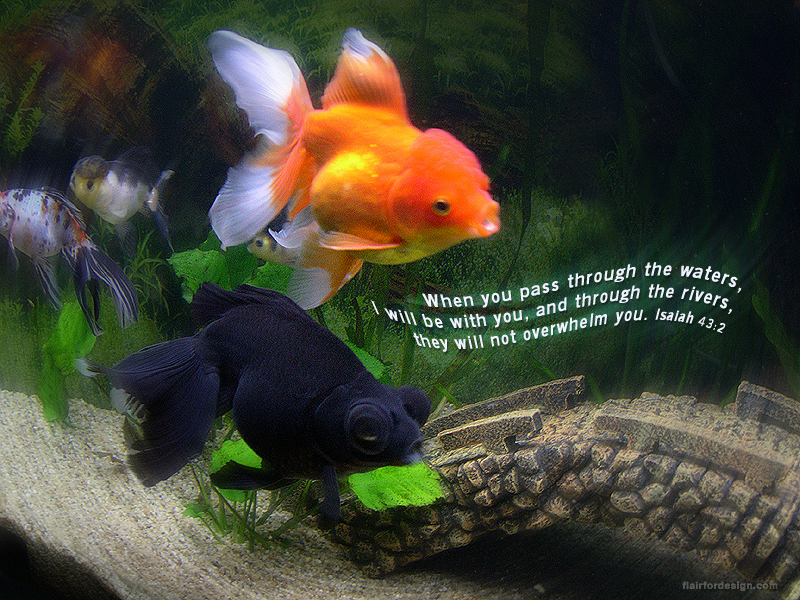 When you pass through the waters,
I will be with you, and through the rivers,
they will not overwhelm you. Isaiah 43:2
flairfordesign.com